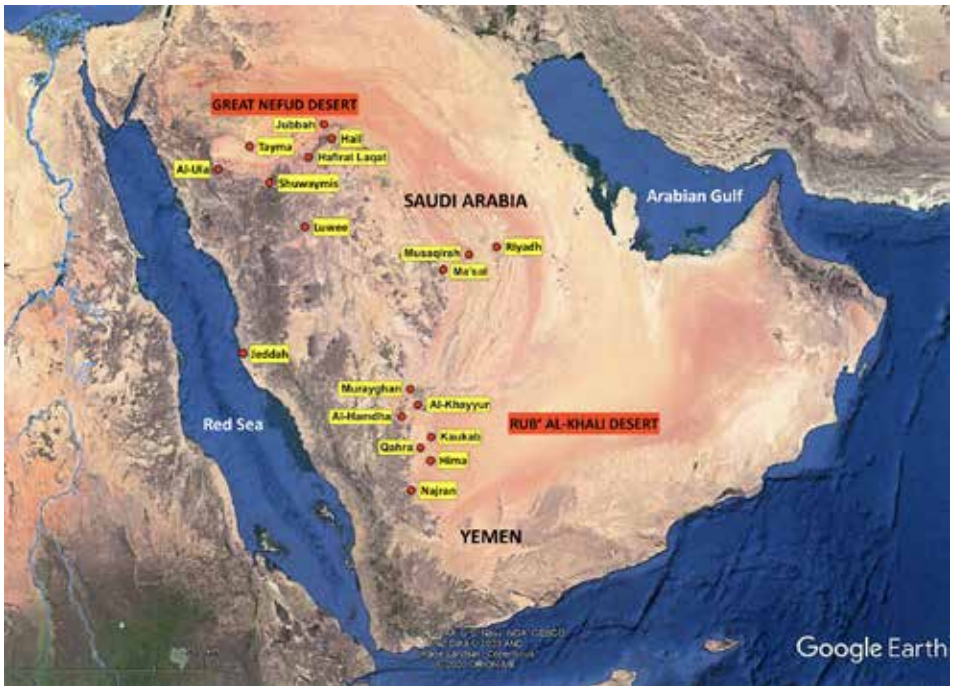 GREAT NEFUD DESERT
Jubbah
Hail
Tayma
Hafirat Laqat
Al-Ula
Shuwaymis
SAUDI ARABIA
Arabian Gulf
Luwee
Riyadh
Musaqirah
Ma'sal
Jeddah
Murayghan
Al-Khayyur
Al-Hamdha
RUB' AL-KHALI DESERT
Red Sea
Kaukab
Qahra
Hima
Najran
YEMEN
Google Earth